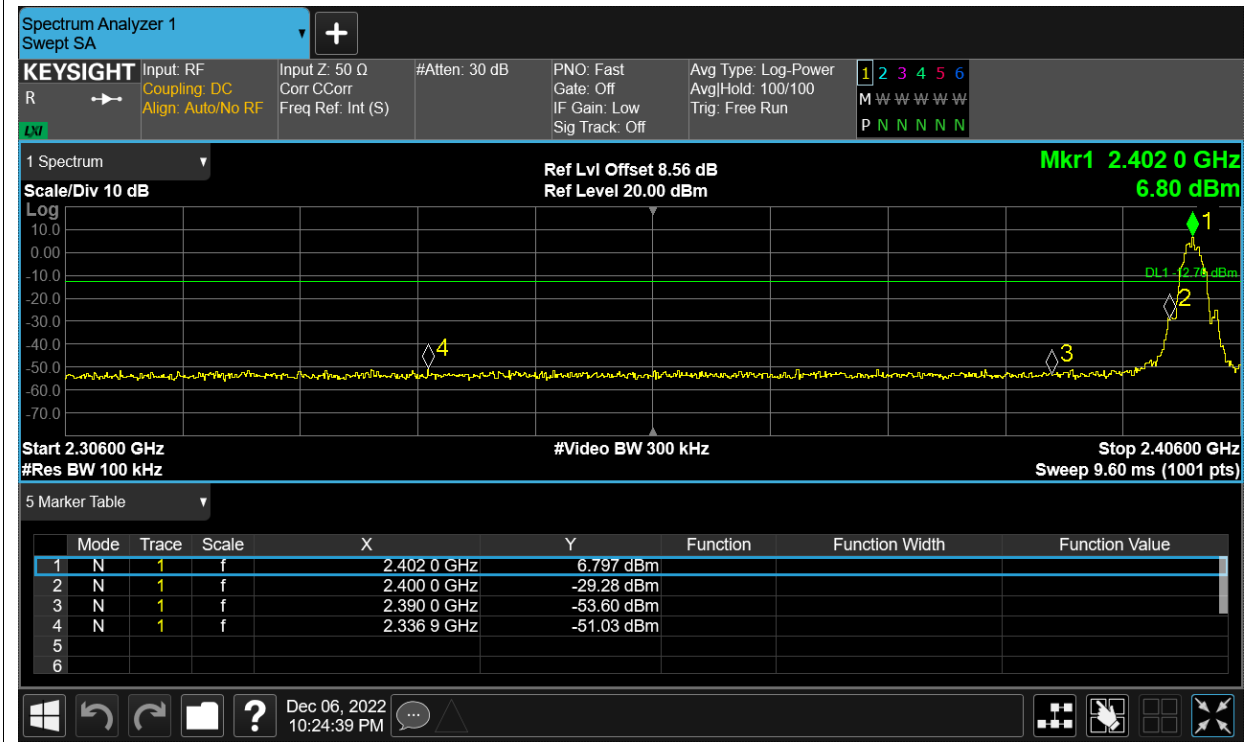 Spectrum Analyzer 1
Swept SA
KEYSIGHT
R
LXI
Input: RF
Coupling: DC
Align: Auto/No RF
Input Z: 50 Ω
Corr CCorr
Freq Ref: Int (S)
#Atten: 30 dB
PNO: Fast
Gate: Off
IF Gain: Low
Sig Track: Off
Avg Type: Log-Power
Avg|Hold: 100/100
Trig: Free Run
1 2 3 4 5 6
M W W W W W
P N N N N N
1 Spectrum
Scale/Div 10 dB
Ref Lvl Offset 8.56 dB
Ref Level 20.00 dBm
Mkr1 2.402 0 GHz
6.80 dBm
Log
10.0
0.00
-10.0
-20.0
-30.0
-40.0
-50.0
-60.0
-70.0
1
DL1 -12.70 dBm
2
3
4
Start 2.30600 GHz
#Video BW 300 kHz
Stop 2.40600 GHz
#Res BW 100 kHz
Sweep 9.60 ms (1001 pts)
5 Marker Table
Mode Trace Scale X Y Function Function Width Function Value
1 N 1 f 2.402 0 GHz 6.797 dBm
2 N 1 f 2.400 0 GHz -29.28 dBm
3 N 1 f 2.390 0 GHz -53.60 dBm
4 N 1 f 2.336 9 GHz -51.03 dBm
5
6
?
Dec 06, 2022
10:24:39 PM